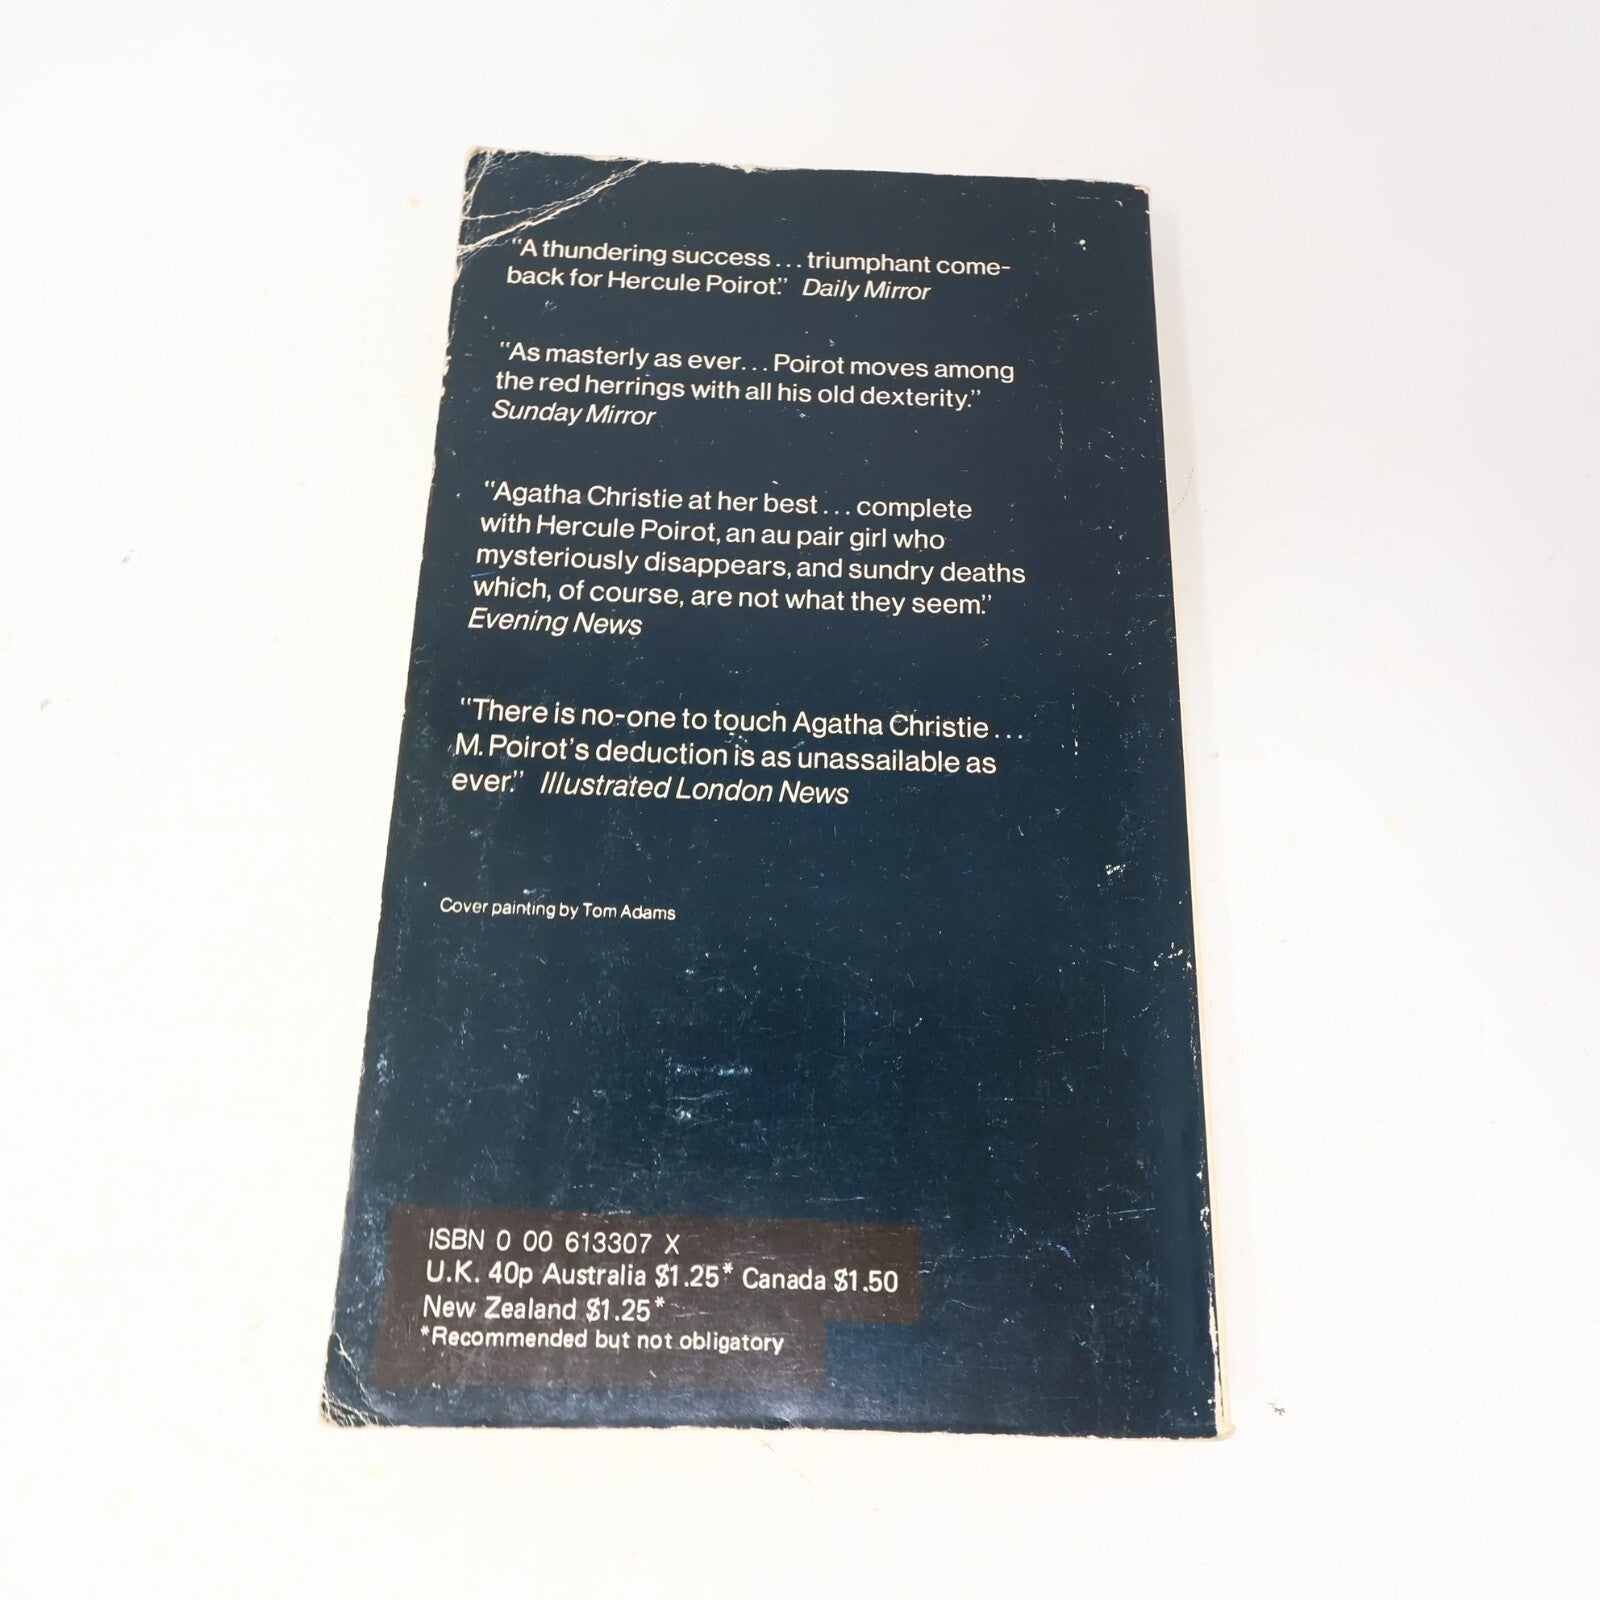 “A thundering success... triumphant come-
back for Hercule Poirot.” Daily Mirror
“As masterly as ever... Poirot moves among
the red herrings with all his old dexterity.”
Sunday Mirror
“Agatha Christie at her best... complete
with Hercule Poirot, an au pair girl who
mysteriously disappears, and sundry deaths
which, of course, are not what they seem.”
Evening News
“There is no-one to touch Agatha Christie...
M. Poirot's deduction is as unassailable as
ever.” Illustrated London News
Cover painting by Tom Adams
ISBN 0 00 613307 X
U.K. 40p Australia $1.25* Canada $1.50
New Zealand $1.25*
*Recommended but not obligatory